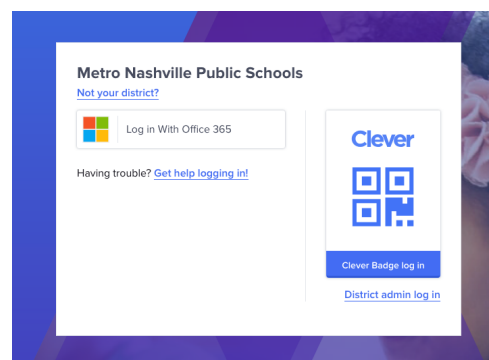 Metro Nashville Public Schools
Not your district?
Log in With Office 365
Having trouble? Get help logging in!
Clever
Clever Badge log in
District admin log in